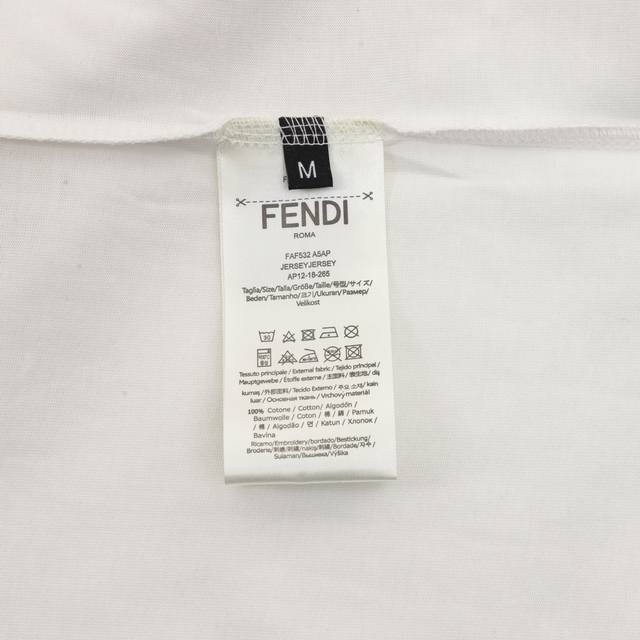 M
FENDI
ROMA
FAF532 A5AP
JERSEYJERSEY
AP12-18-265
Taglia/Size/Talla/Größe/Taille/号型/サイズ/
Beden/Tamanho/크기/Ukuran/Размер/
Velikost
Tessuto principale / External fabric / Tejido principal /
Hauptgewebe / Étoffe externe / 主面料 / 表生地 / dış
kumaş /外部面料/ Tecido Externo / 주요 소재/ kain
luar / Основная ткань / Vrchový materiál
100% Cotone / Cotton/ Algodón /
Baumwolle / Coton / 棉 / 綿 / Pamuk
/ 棉 / Algodão / 면 / Katun / Хлопок /
Bavlna
Ricamo/Embroidery/bordado/Bestickung/
Broderie/刺繍/nakış/刺繡/Bordado/자수/
Sulaman/Вышивка/Výšivka